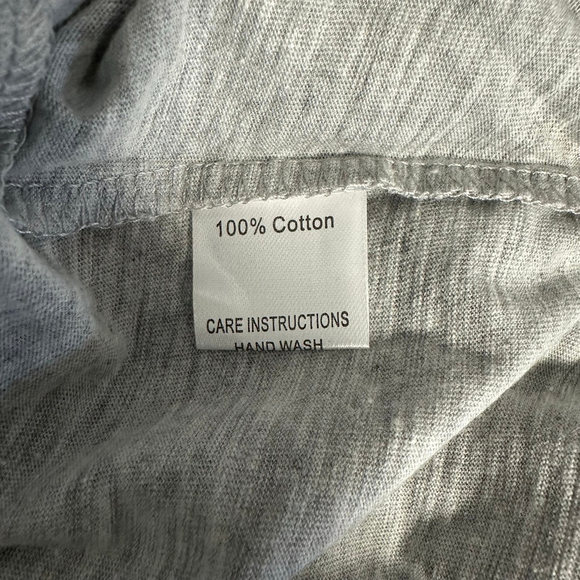 100% Cotton
CARE INSTRUCTIONS
HAND WASH